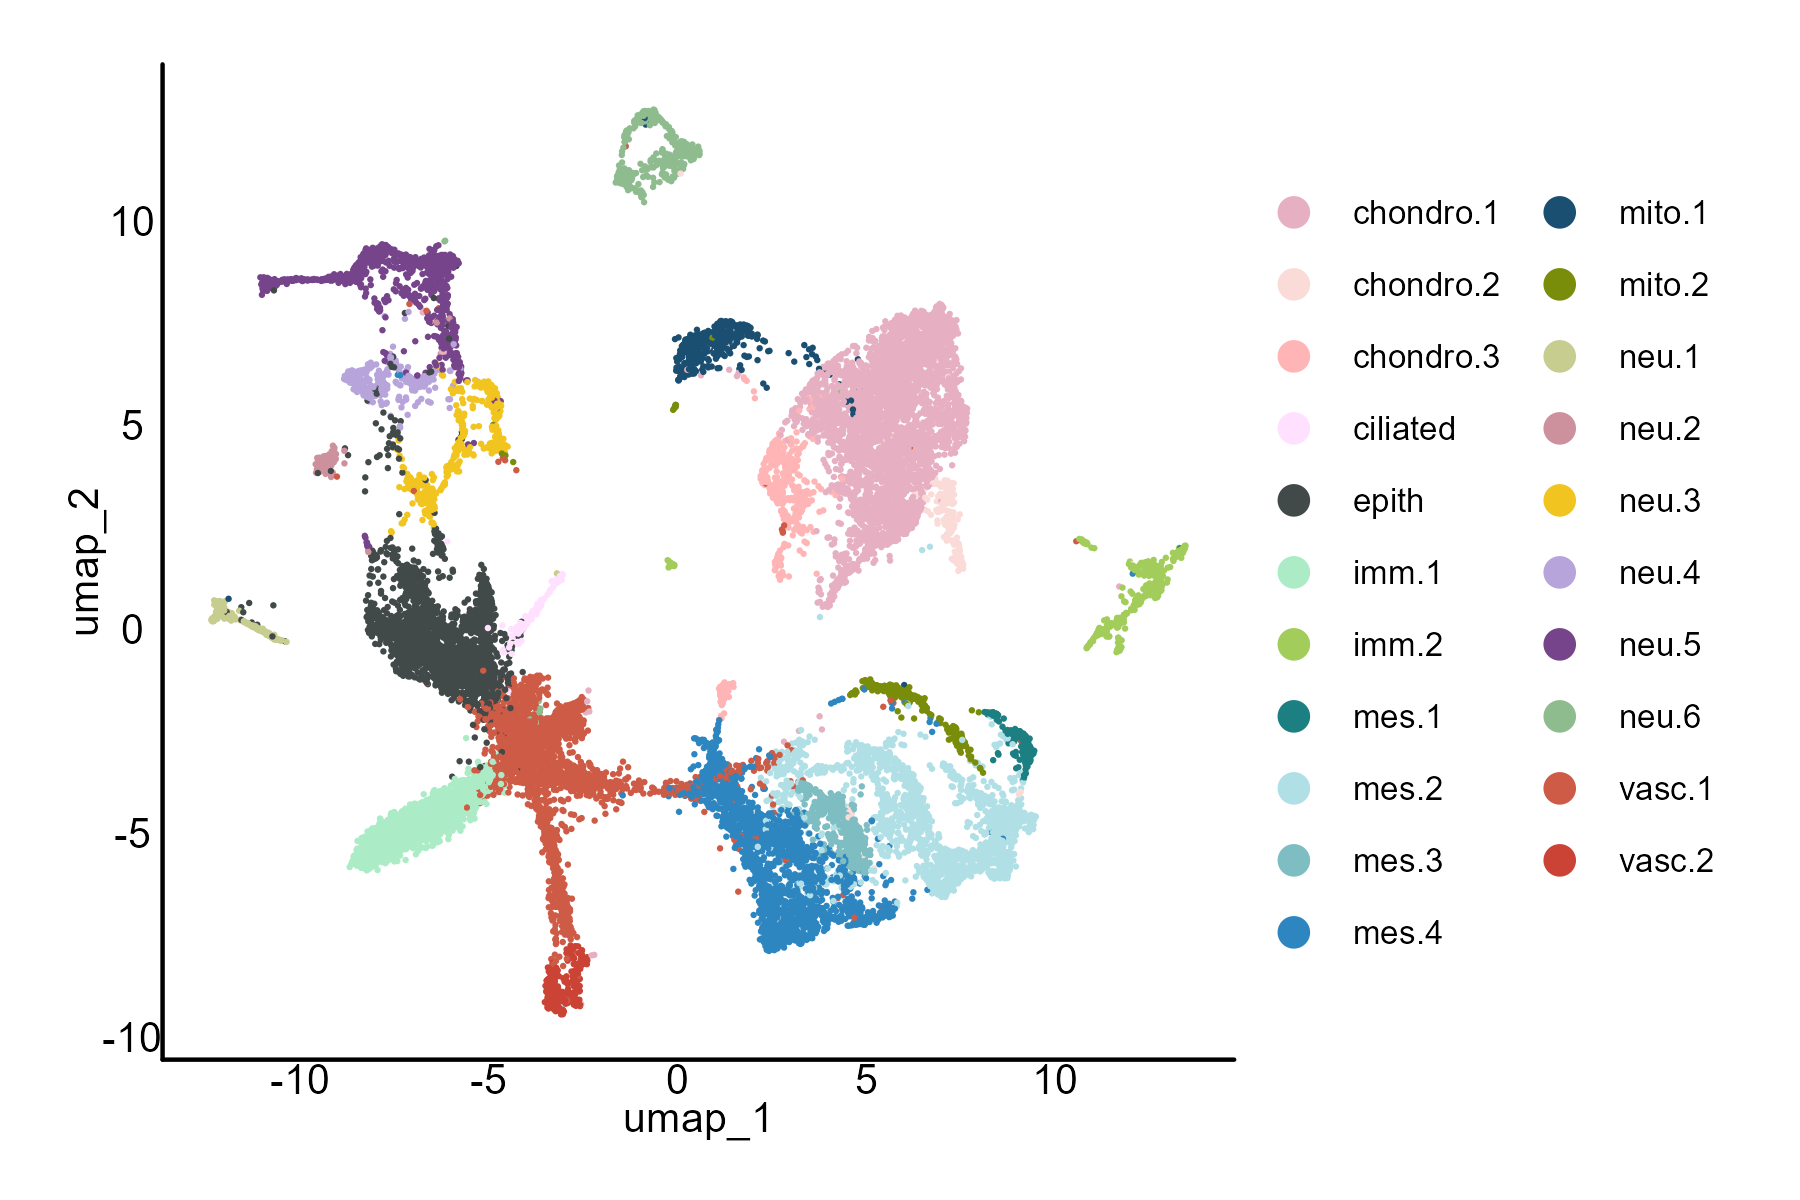 umap_2
10
5
0
-5
-10
-10
-5
0
5
10
umap_1
chondro.1
chondro.2
chondro.3
ciliated
epith
imm.1
imm.2
mes.1
mes.2
mes.3
mes.4
mito.1
mito.2
neu.1
neu.2
neu.3
neu.4
neu.5
neu.6
vasc.1
vasc.2